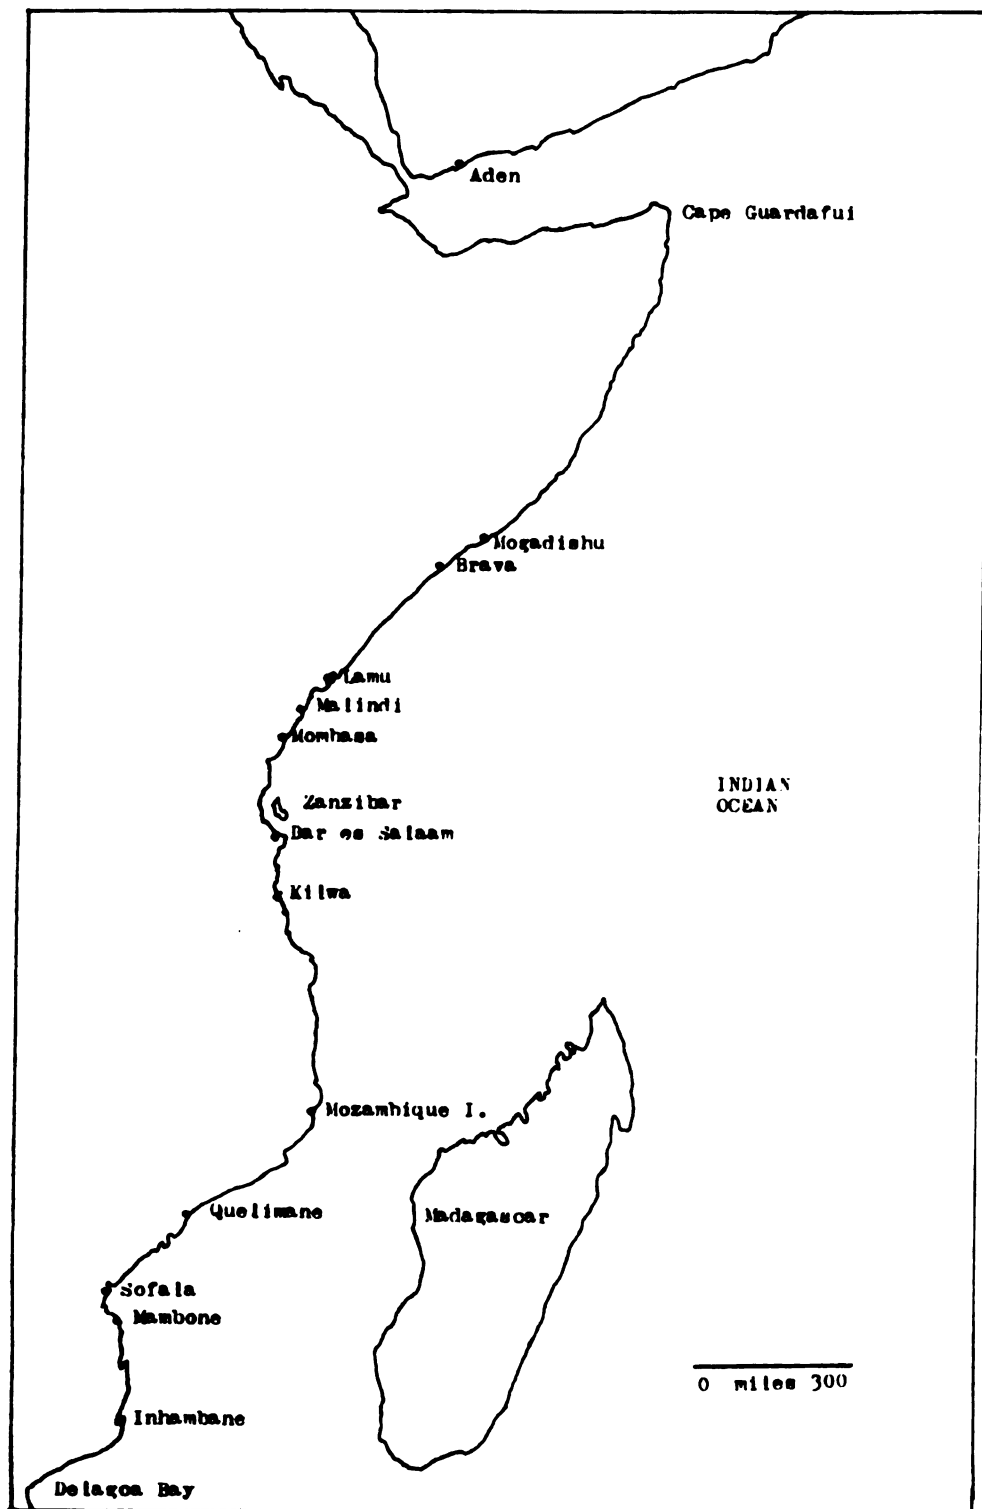 Aden
Cape Guardafui
Mogadishu
Brava
Lamu
Malindi
Mombasa
INDIAN
OCEAN
Zanzibar
Dar es Salaam
Kilwa
Mozambique I.
Quelimane
Madagascar
Sofala
Mambone
0 miles 300
Inhambane
Delagoa Bay